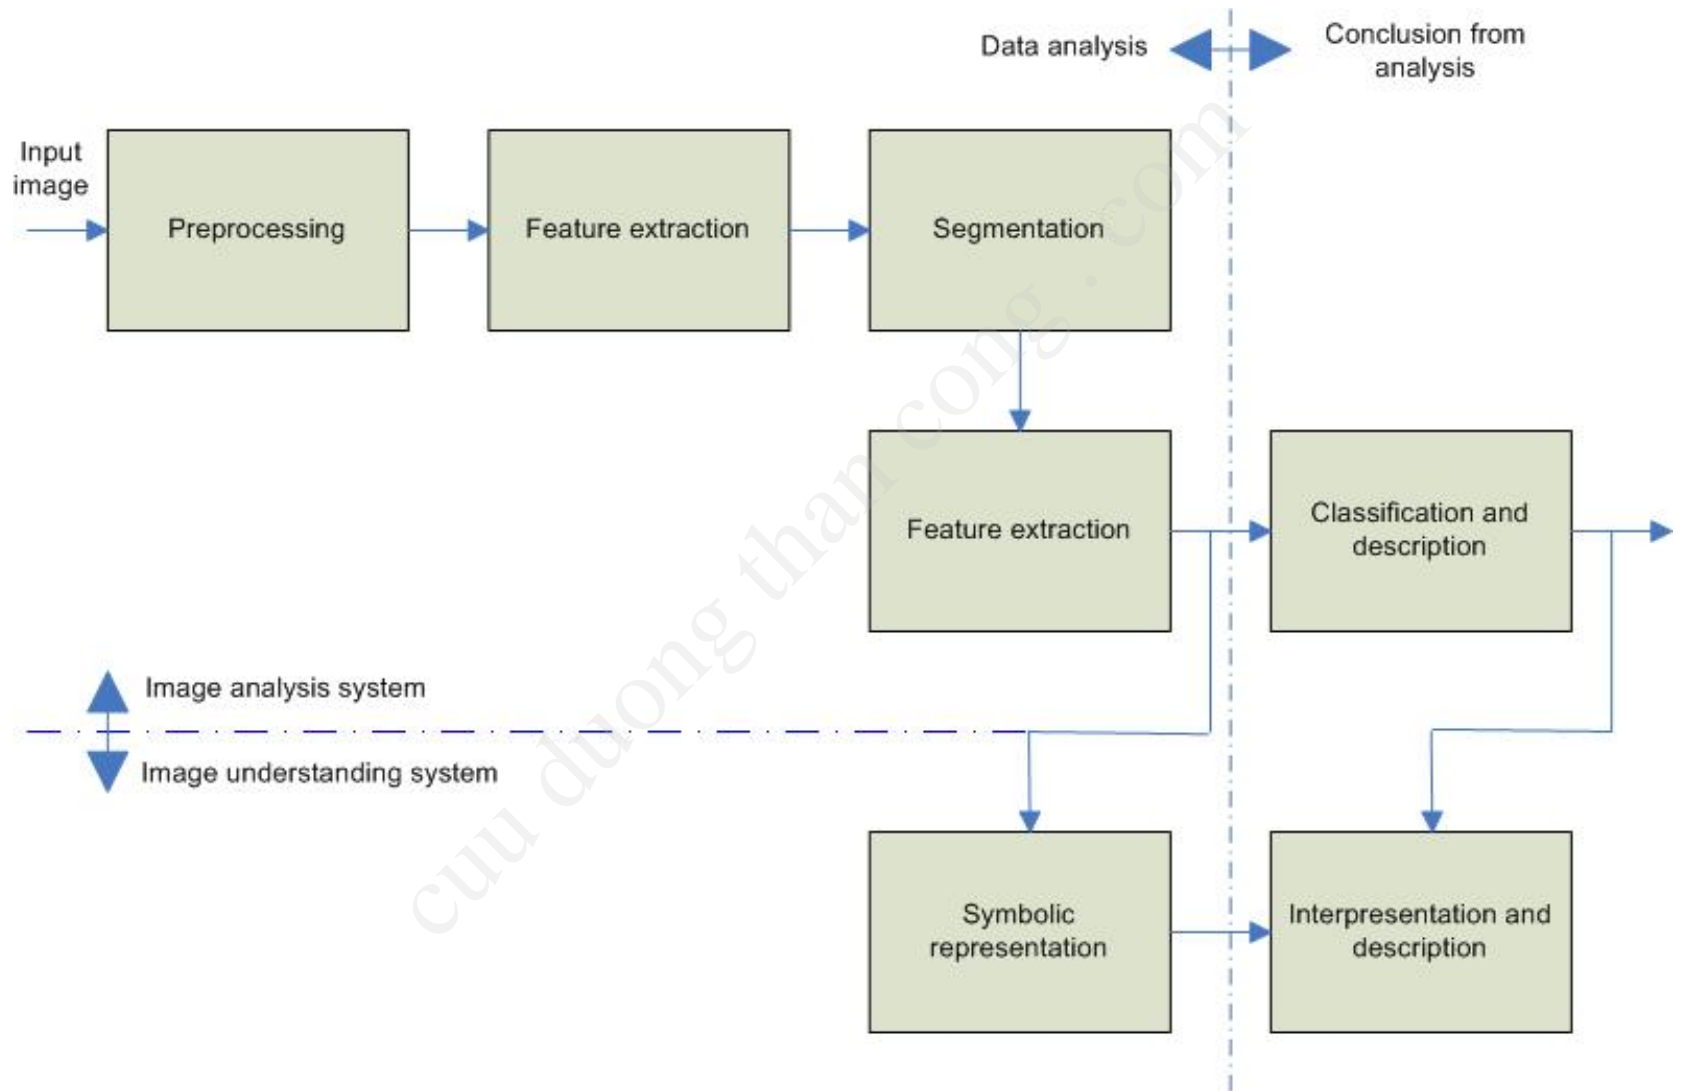 Data analysis
Conclusion from
analysis
Input
image
Preprocessing
Feature extraction
Segmentation
Feature extraction
Classification and
description
Image analysis system
Image understanding system
Symbolic
representation
Interpresentation and
description
cuu duong than cong . com